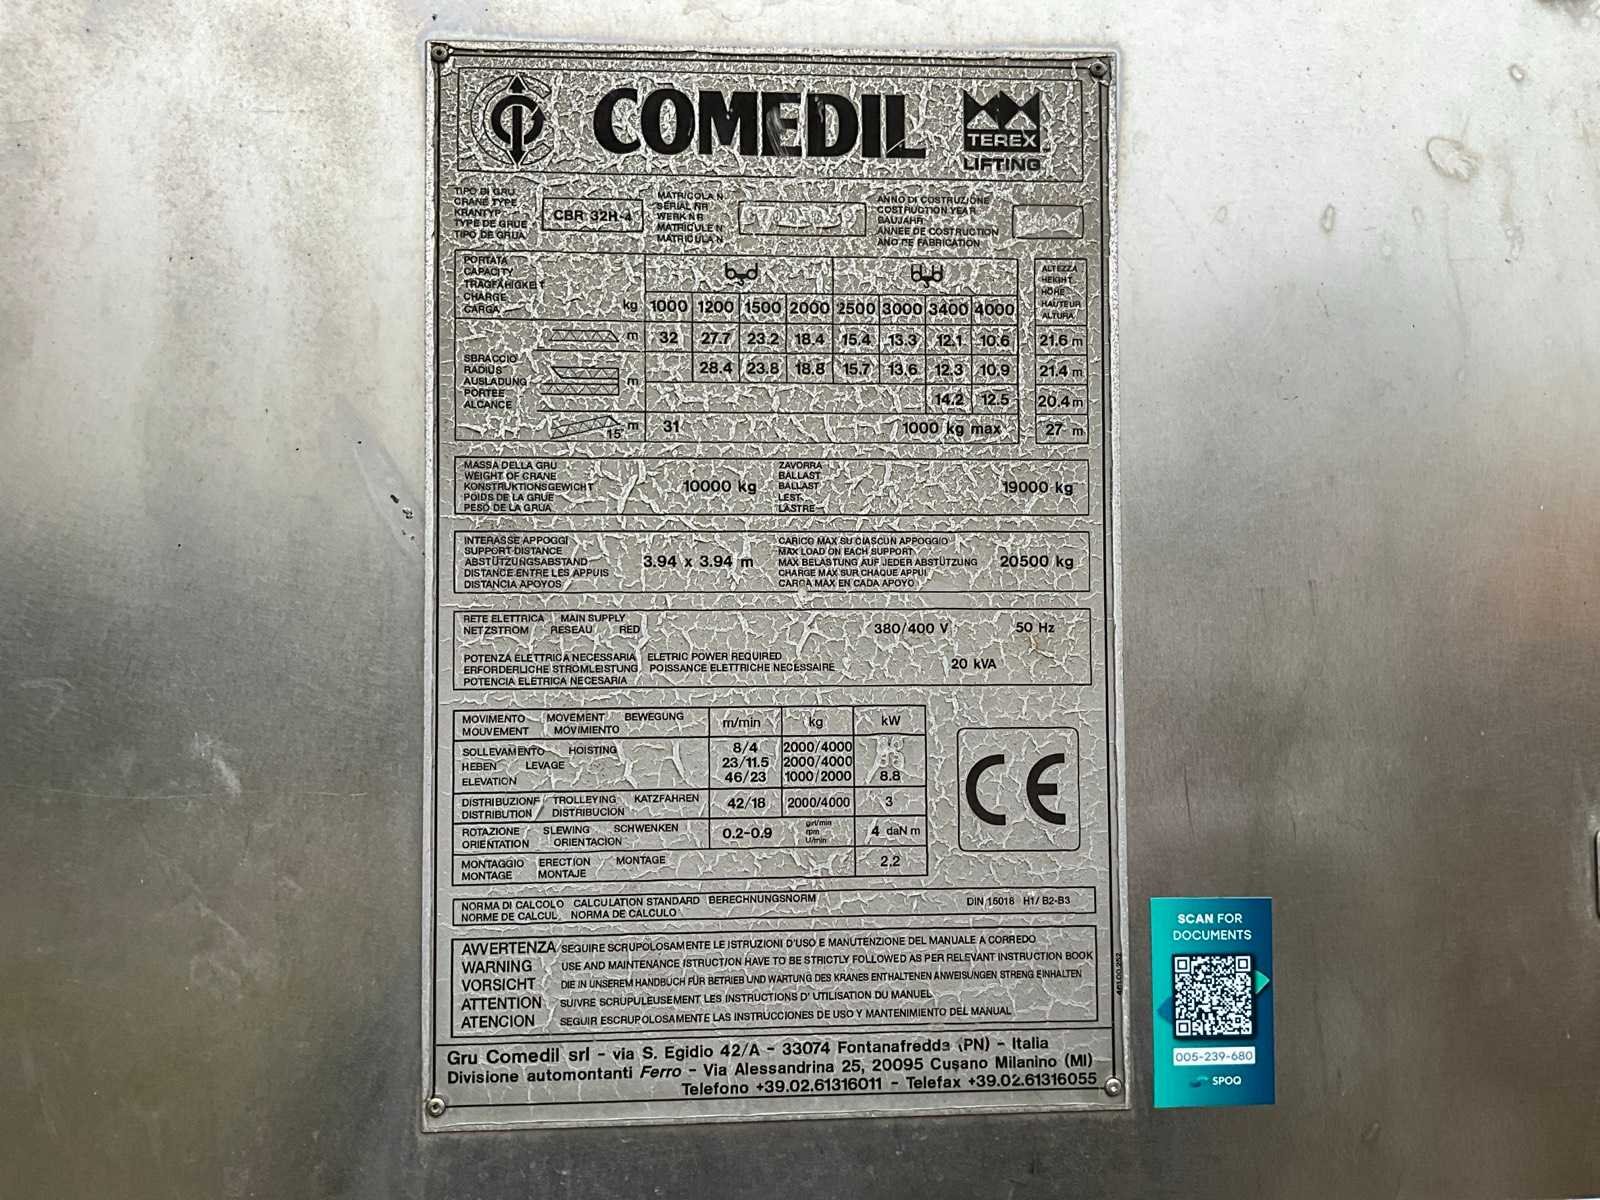 COMEDIL
TEREX
LIFTING
TIPO DI GRU
CRANE TYPE
KRANTYP
TYPE DE GRUE
TIPO DE GRUA
CBR 32H-4
MATRICOLA N
SERIAL NR
WERK NR
MATRICULE N
MATRICULA N
ANNO DI COSTRUZIONE
COSTRUCTION YEAR
BAUJAHR
ANNEE DE COSTRUCTION
ANO DE FABRICATION
PORTATA
CAPACITY
TRAGFÄHIGKEIT
CHARGE
CARGA
kg 1000 1200 1500 2000 2500 3000 3400 4000
ALTEZZA
HEIGHT
HÖHE
HAUTEUR
ALTURA
SBRACCIO
RADIUS
AUSLADUNG
PORTEE
ALCANCE
m 32 27.7 23.2 18.4 15.4 13.3 12.1 10.6 21.6 m
m 28.4 23.8 18.8 15.7 13.6 12.3 10.9 21.4 m
14.2 12.5 20.4 m
15° m 31 1000 kg max 27 m
MASSA DELLA GRU
WEIGHT OF CRANE
KONSTRUKTIONSGEWICHT
POIDS DE LA GRUE
PESO DE LA GRUA
10000 kg
ZAVORRA
BALLAST
BALLAST
LEST
LASTRE
19000 kg
INTERASSE APPOGGI
SUPPORT DISTANCE
ABSTÜTZUNGSABSTAND
DISTANCE ENTRE LES APPUIS
DISTANCIA APOYOS
3.94 x 3.94 m
CARICO MAX SU CIASCUN APPOGGIO
MAX LOAD ON EACH SUPPORT
MAX BELASTUNG AUF JEDER ABSTÜTZUNG
CHARGE MAX SUR CHAQUE APPUI
CARGA MAX EN CADA APOYO
20500 kg
RETE ELETTRICA MAIN SUPPLY
NETZSTROM RESEAU RED
380/400 V 50 Hz
POTENZA ELETTRICA NECESSARIA ELETRIC POWER REQUIRED
ERFORDERLICHE STROMLEISTUNG POISSANCE ELETTRICHE NECESSAIRE
POTENCIA ELETRICA NECESARIA
20 kVA
MOVIMENTO MOVEMENT BEWEGUNG
MOUVEMENT MOVIMIENTO
m/min kg kW
SOLLEVAMENTO HOISTING
HEBEN LEVAGE
ELEVATION
8/4 2000/4000
23/11.5 2000/4000
46/23 1000/2000 8.8
DISTRIBUZIONE TROLLEYING KATZFAHREN
DISTRIBUTION DISTRIBUCIÓN
42/18 2000/4000 3
ROTAZIONE SLEWING SCHWENKEN
ORIENTATION ORIENTACION
0.2-0.9
giri/min
rpm
U/min
4 daN m
MONTAGGIO ERECTION MONTAGE
MONTAGE MONTAJE
2.2
CE
NORMA DI CALCOLO CALCULATION STANDARD BERECHNUNGSNORM
NORME DE CALCUL NORMA DE CALCULO
DIN 15018 H1/ B2-B3
AVVERTENZA SEGUIRE SCRUPOLOSAMENTE LE ISTRUZIONI D'USO E MANUTENZIONE DEL MANUALE A CORREDO
WARNING USE AND MAINTENANCE ISTRUCTION HAVE TO BE STRICTLY FOLLOWED AS PER RELEVANT INSTRUCTION BOOK
VORSICHT DIE IN UNSEREM HANDBUCH FÜR BETRIEB UND WARTUNG DES KRANES ENTHALTENEN ANWEISUNGEN STRENG EINHALTEN
ATTENTION SUIVRE SCRUPULEUSEMENT LES INSTRUCTIONS D' UTILISATION DU MANUEL
ATENCION SEGUIR ESCRUPOLOSAMENTE LAS INSTRUCCIONES DE USO Y MANTENIMIENTO DEL MANUAL
Gru Comedil srl - via S. Egidio 42/A - 33074 Fontanafredda (PN) - Italia
Divisione automontanti Ferro - Via Alessandrina 25, 20095 Cusano Milanino (MI)
Telefono +39.02.61316011 - Telefax +39.02.61316055
SCAN FOR
DOCUMENTS
005-239-680
SPOQ